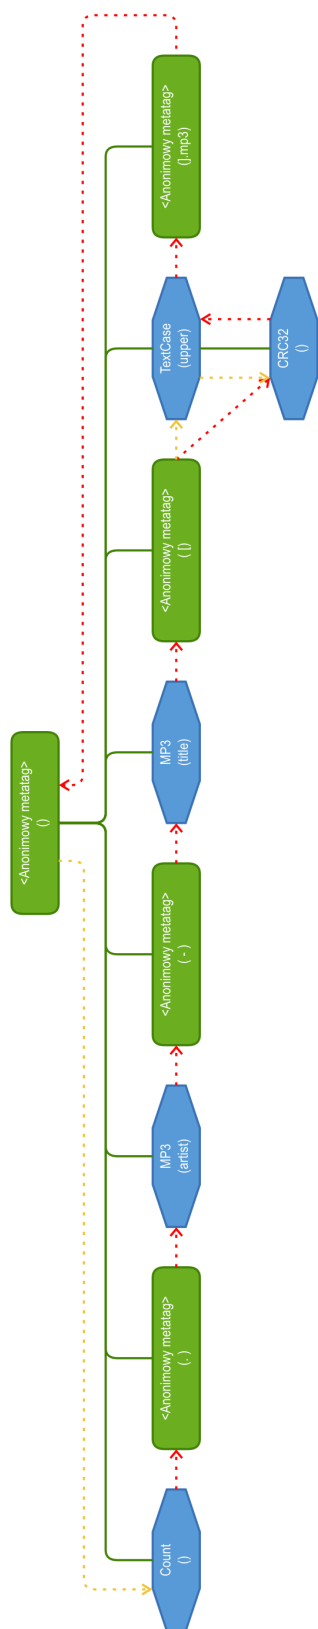 <Anonimowy metatag>
()
Count
()
<Anonimowy metatag>
(. )
MP3
(artist)
<Anonimowy metatag>
( - )
MP3
(title)
<Anonimowy metatag>
( [)
TextCase
(upper)
CRC32
()
<Anonimowy metatag>
(].mp3)